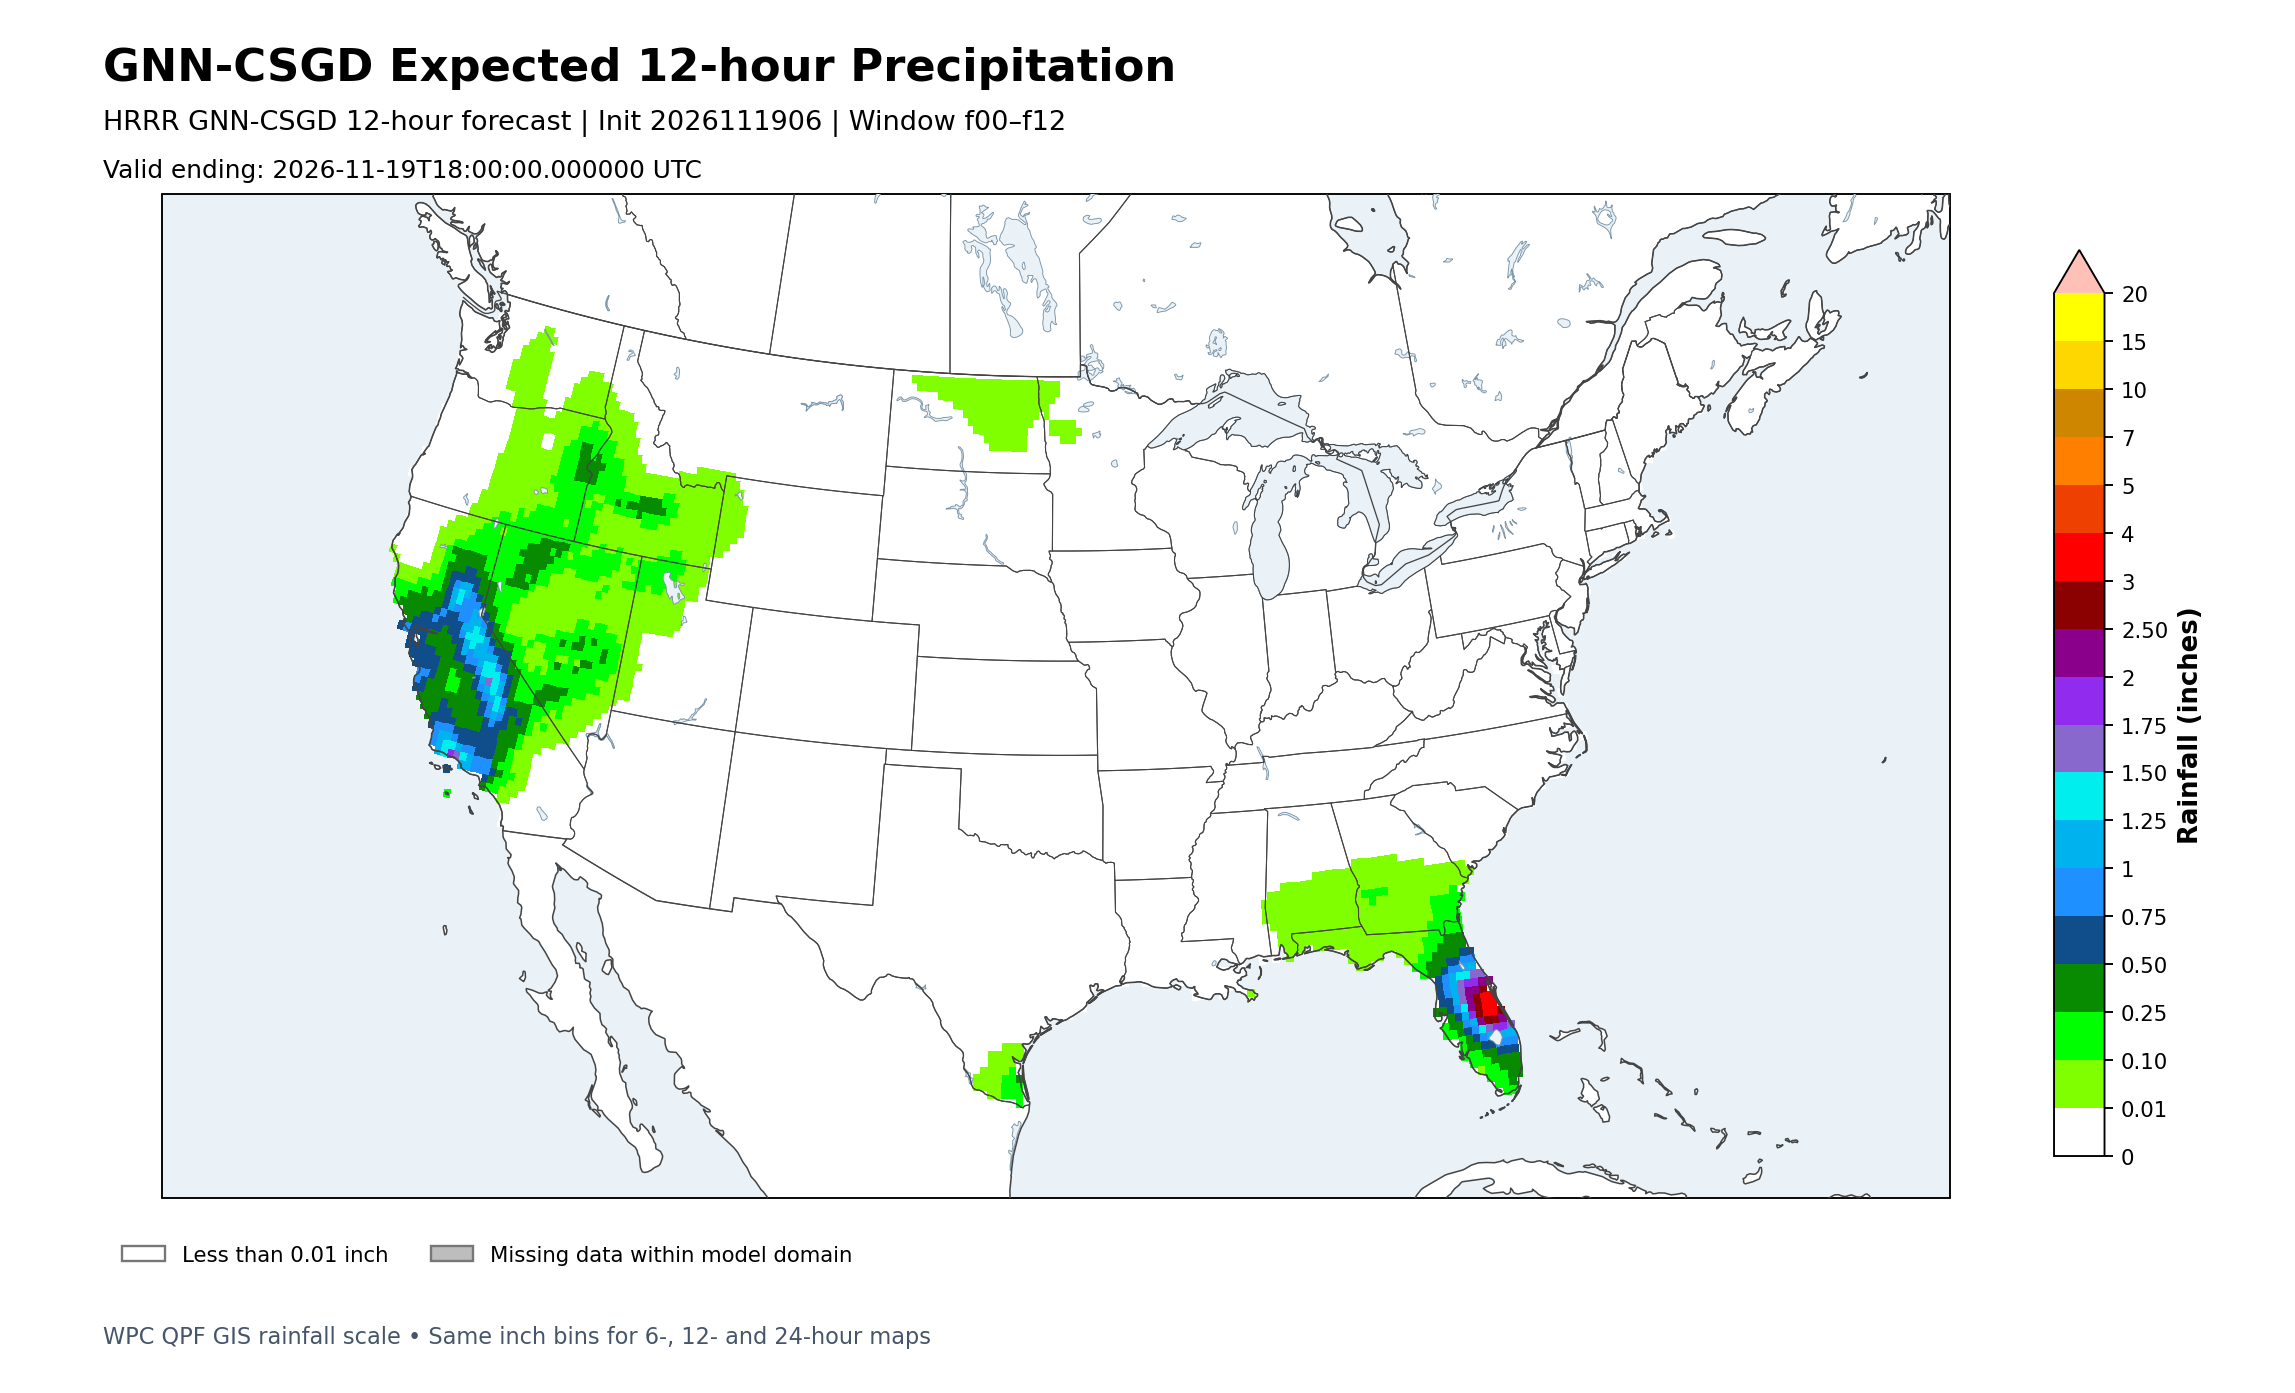 GNN-CSGD Expected 12-hour Precipitation
HRRR GNN-CSGD 12-hour forecast | Init 2026111906 | Window f00–f12
Valid ending: 2026-11-19T18:00:00.000000 UTC
20
15
10
7
5
4
3
2.50
2
1.75
1.50
1.25
1
0.75
0.50
0.25
0.10
0.01
0
Rainfall (inches)
Less than 0.01 inch
Missing data within model domain
WPC QPF GIS rainfall scale • Same inch bins for 6-, 12- and 24-hour maps